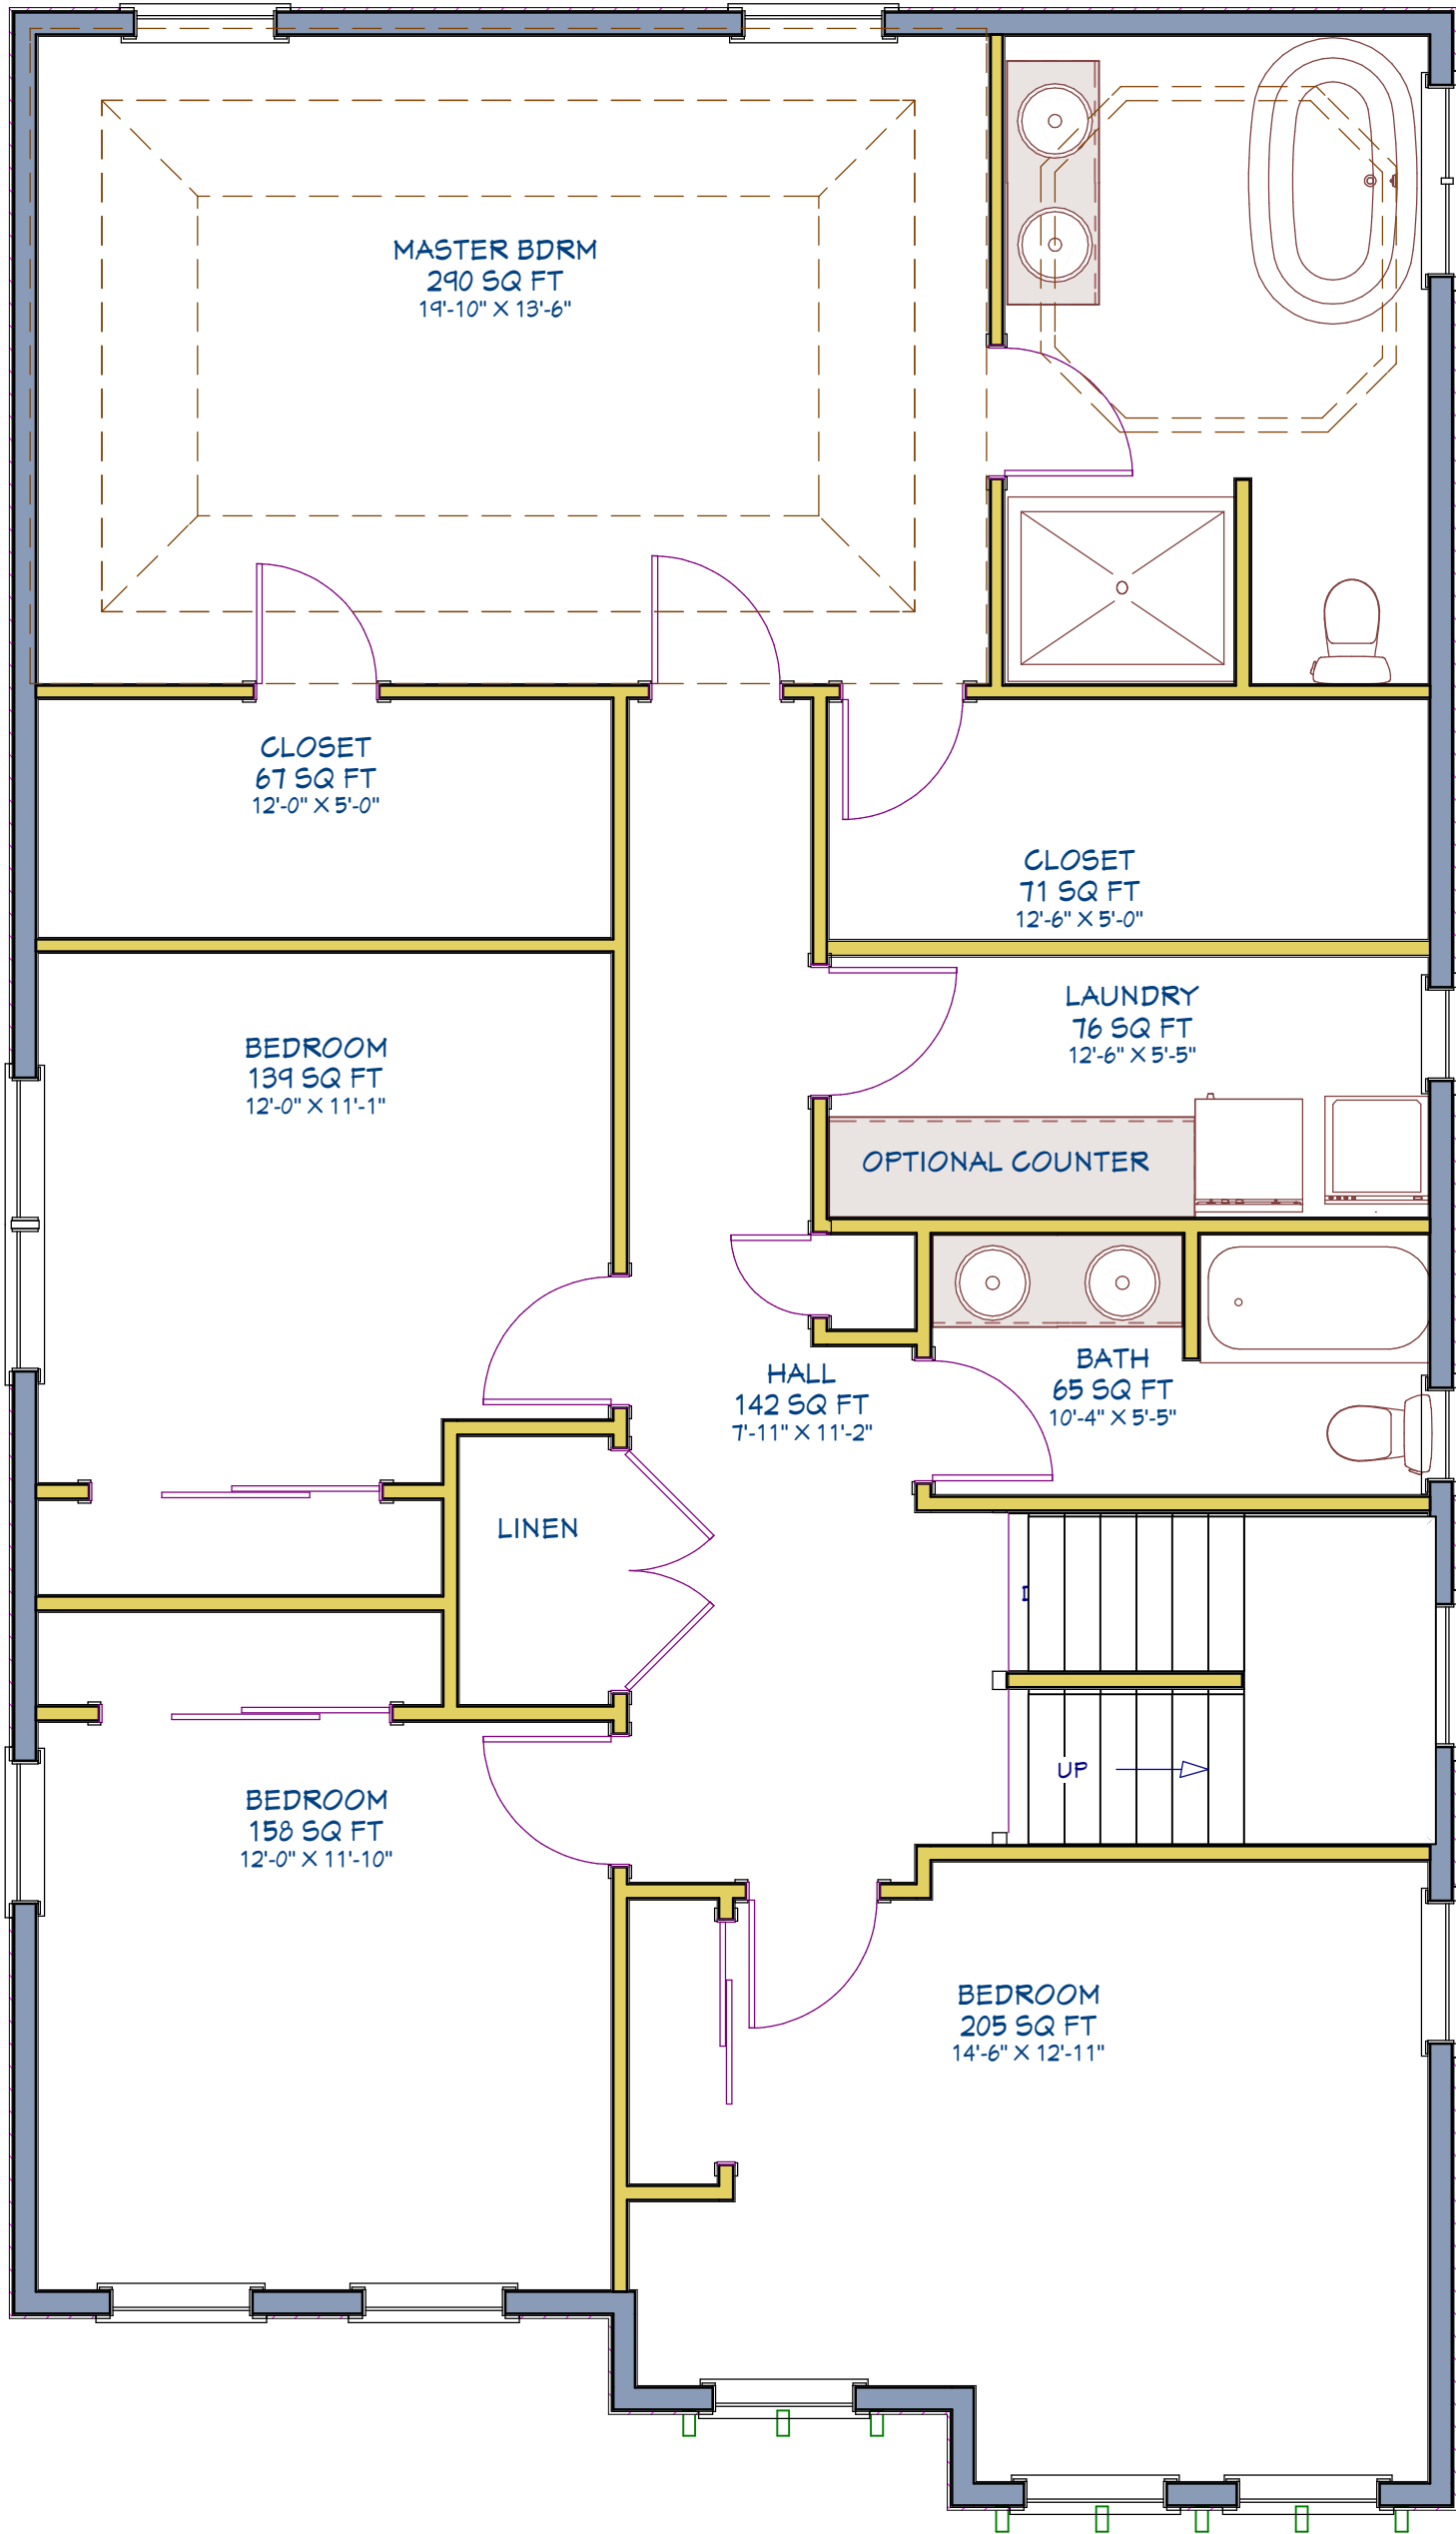 MASTER BDRM
290 SQ FT
19'-10" X 13'-6"
CLOSET
67 SQ FT
12'-0" X 5'-0"
CLOSET
71 SQ FT
12'-6" X 5'-0"
LAUNDRY
76 SQ FT
12'-6" X 5'-5"
BEDROOM
139 SQ FT
12'-0" X 11'-1"
OPTIONAL COUNTER
HALL
142 SQ FT
7'-11" X 11'-2"
BATH
65 SQ FT
10'-4" X 5'-5"
LINEN
UP
BEDROOM
158 SQ FT
12'-0" X 11'-10"
BEDROOM
205 SQ FT
14'-6" X 12'-11"